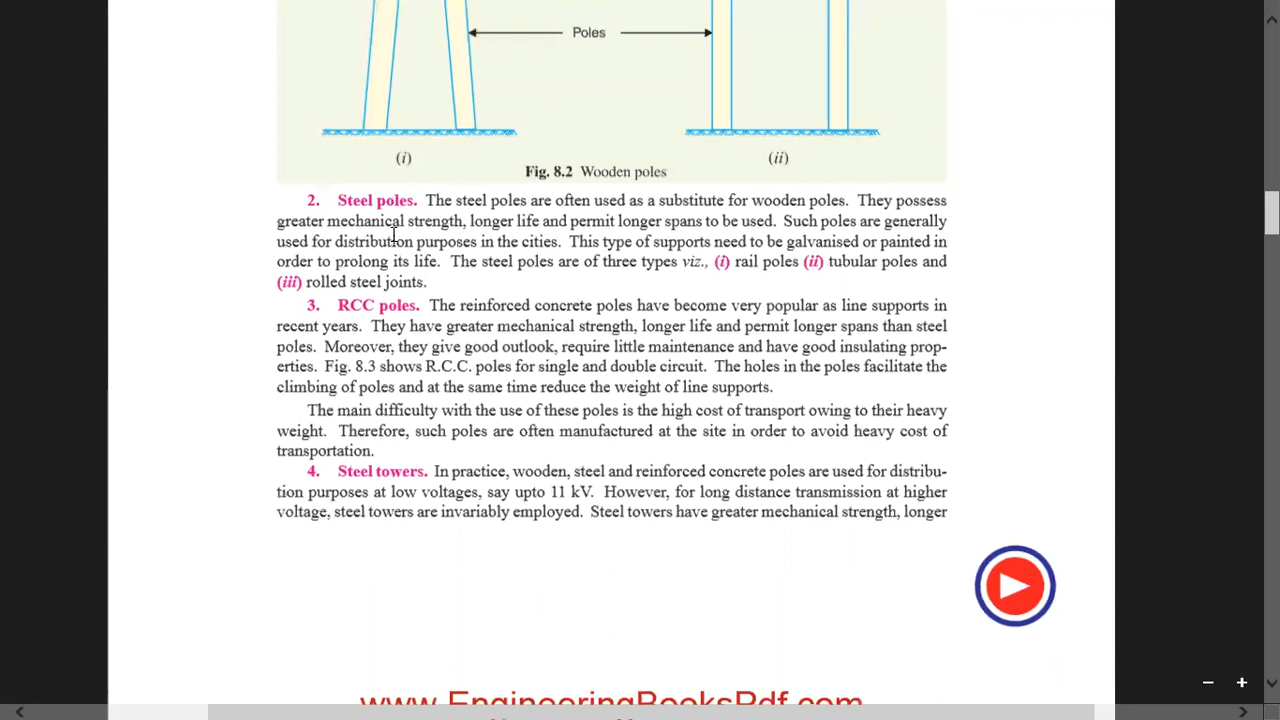 Poles
(i)
(ii)
Fig. 8.2 Wooden poles
2. Steel poles. The steel poles are often used as a substitute for wooden poles. They possess
greater mechanical strength, longer life and permit longer spans to be used. Such poles are generally
used for distribution purposes in the cities. This type of supports need to be galvanised or painted in
order to prolong its life. The steel poles are of three types viz., (i) rail poles (ii) tubular poles and
(iii) rolled steel joints.
3. RCC poles. The reinforced concrete poles have become very popular as line supports in
recent years. They have greater mechanical strength, longer life and permit longer spans than steel
poles. Moreover, they give good outlook, require little maintenance and have good insulating prop-
erties. Fig. 8.3 shows R.C.C. poles for single and double circuit. The holes in the poles facilitate the
climbing of poles and at the same time reduce the weight of line supports.
The main difficulty with the use of these poles is the high cost of transport owing to their heavy
weight. Therefore, such poles are often manufactured at the site in order to avoid heavy cost of
transportation.
4. Steel towers. In practice, wooden, steel and reinforced concrete poles are used for distribu-
tion purposes at low voltages, say upto 11 kV. However, for long distance transmission at higher
voltage, steel towers are invariably employed. Steel towers have greater mechanical strength, longer
www.EngineeringBooksPdf.com